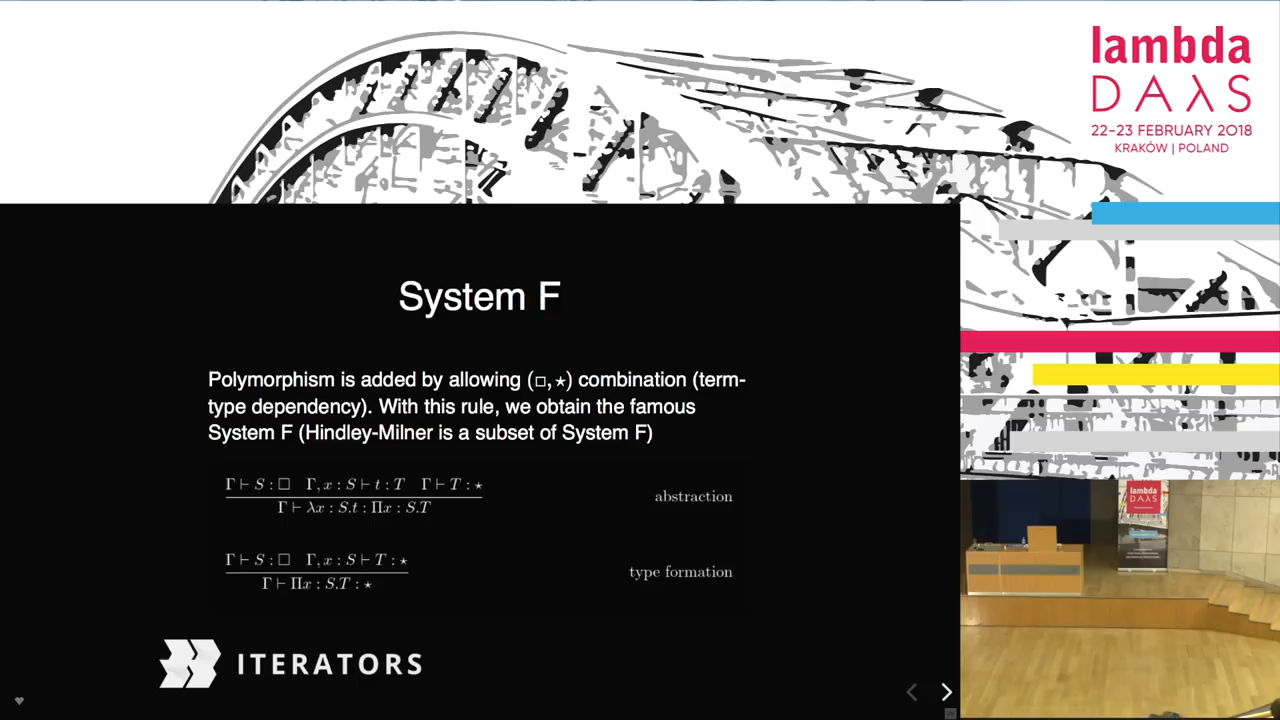 lambda
DAλS
22-23 FEBRUARY 2018
KRAKÓW | POLAND
System F
Polymorphism is added by allowing (□, ⋆) combination (term-
type dependency). With this rule, we obtain the famous
System F (Hindley-Milner is a subset of System F)
Γ ⊢ S : □ Γ, x : S ⊢ t : T Γ ⊢ T : ⋆
Γ ⊢ λx : S.t : Πx : S.T
abstraction
Γ ⊢ S : □ Γ, x : S ⊢ T : ⋆
Γ ⊢ Πx : S.T : ⋆
type formation
ITERATORS
lambda
DAλS